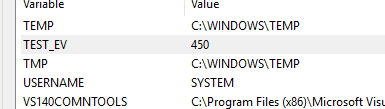 Variable Value
TEMP C:\WINDOWS\TEMP
TEST_EV 450
TMP C:\WINDOWS\TEMP
USERNAME SYSTEM
VS140COMNTOOLS C:\Program Files (x86)\Microsoft Visu